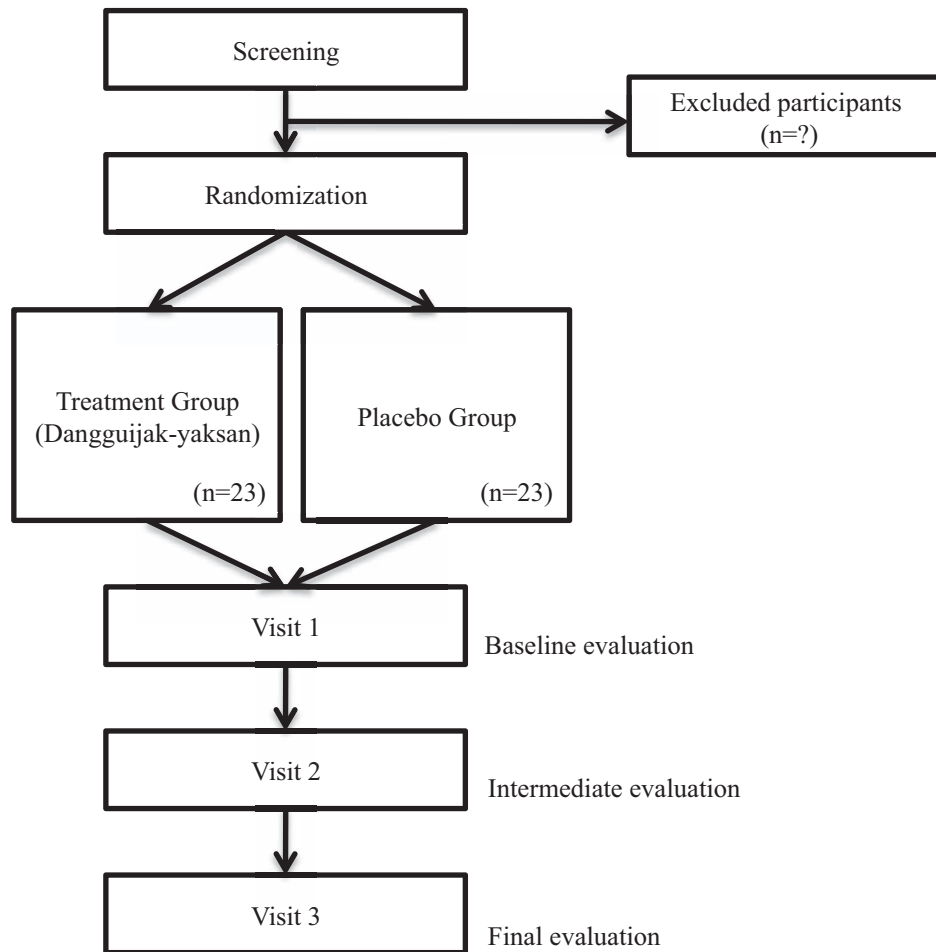 Screening
Excluded participants
(n=?)
Randomization
Treatment Group
(Dangguijak-yaksan)
(n=23)
Placebo Group
(n=23)
Visit 1
Baseline evaluation
Visit 2
Intermediate evaluation
Visit 3
Final evaluation